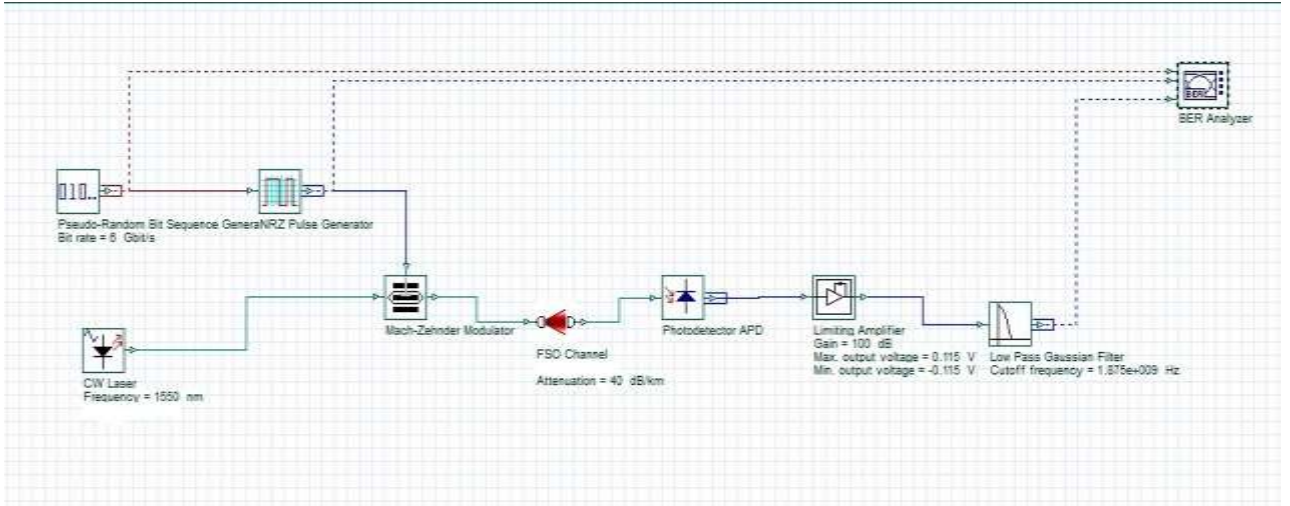 BER
BER Analyzer
010..
Pseudo-Random Bit Sequence GeneraNRZ Pulse Generator
Bit rate = 6 Gbit/s
Mach-Zehnder Modulator
Photodetector APD
Limiting Amplifier
Gain = 100 dB
Max. output voltage = 0.115 V
Min. output voltage = -0.115 V
Low Pass Gaussian Filter
Cutoff frequency = 1.875e+009 Hz
FSO Channel
Attenuation = 40 dB/km
CW Laser
Frequency = 1550 nm